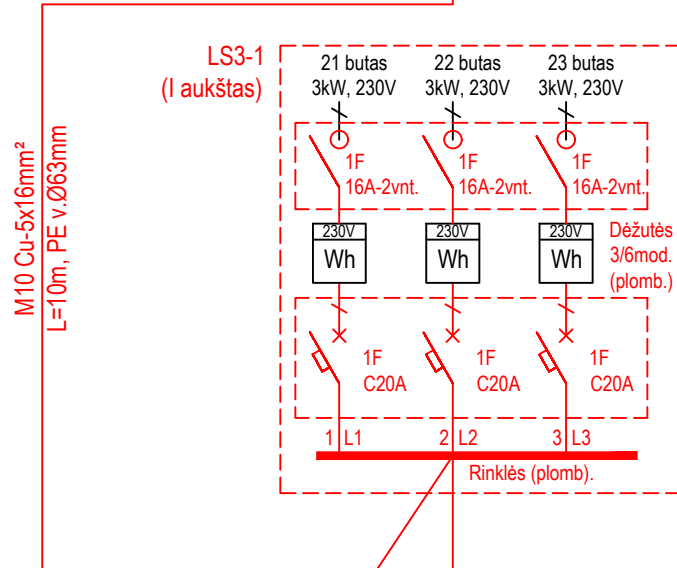 LS3-1
(I aukštas)
21 butas
3kW, 230V
22 butas
3kW, 230V
23 butas
3kW, 230V
1F
16A-2vnt.
1F
16A-2vnt.
1F
16A-2vnt.
230V
Wh
230V
Wh
230V
Wh
Dėžutės
3/6mod.
(plomb.)
1F
C20A
1F
C20A
1F
C20A
1 L1
2 L2
3 L3
Rinklės (plomb).
M10 Cu-5x16mm²
L=10m, PE v.Ø63mm